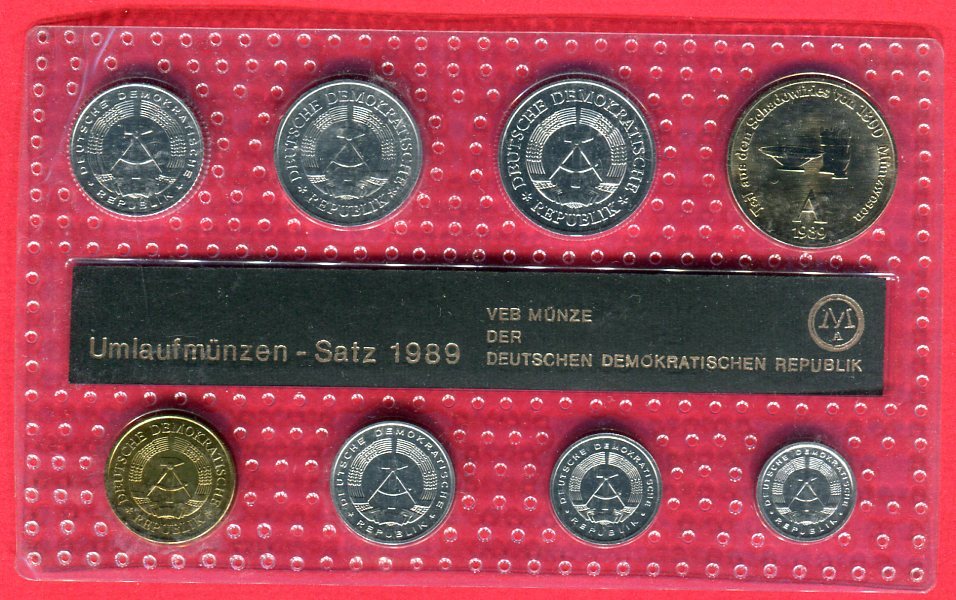 DEUTSCHE DEMOKRATISCHE
REPUBLIK
DEUTSCHE DEMOKRATISCHE
REPUBLIK
DEUTSCHE DEMOKRATISCHE
REPUBLIK
Teil aus dem Schadowfries von 1800 Münzwesen
A
1989
Umlaufmünzen - Satz 1989
VEB MÜNZE
DER
DEUTSCHEN DEMOKRATISCHEN REPUBLIK
M
A
DEUTSCHE DEMOKRATISCHE
REPUBLIK
DEUTSCHE DEMOKRATISCHE
REPUBLIK
DEUTSCHE DEMOKRATISCHE
REPUBLIK
DEUTSCHE DEMOKRATISCHE
REPUBLIK